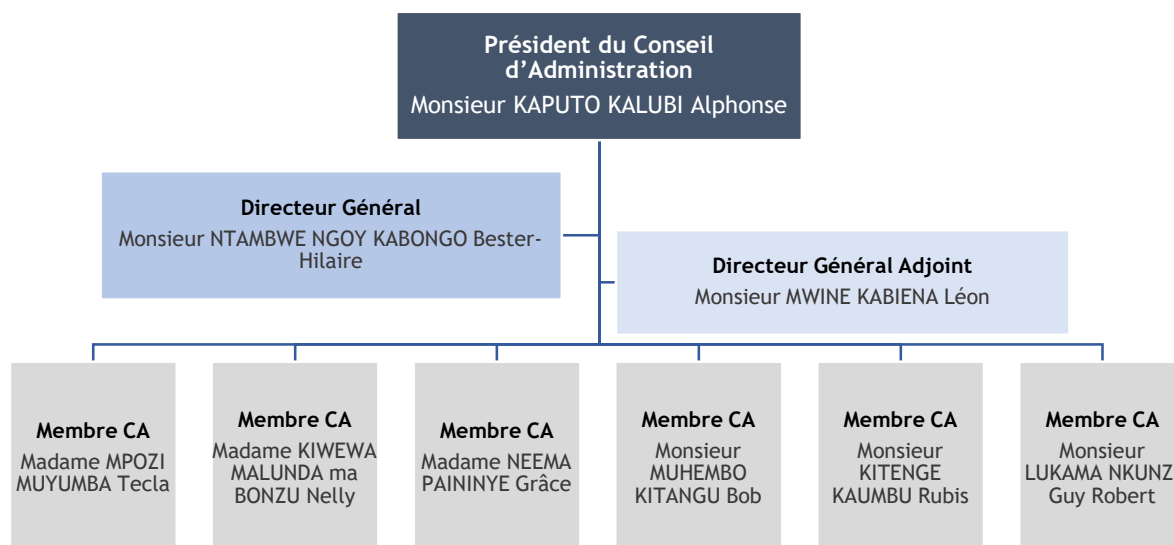 Président du Conseil
d’Administration
Monsieur KAPUTO KALUBI Alphonse
Directeur Général
Monsieur NTAMBWE NGOY KABONGO Bester-
Hilaire
Directeur Général Adjoint
Monsieur MWINE KABIENA Léon
Membre CA
Madame MPOZI
MUYUMBA Tecla
Membre CA
Madame KIWEWA
MALUNDA ma
BONZU Nelly
Membre CA
Madame NEEMA
PAININYE Grâce
Membre CA
Monsieur
MUHEMBO
KITANGU Bob
Membre CA
Monsieur
KITENGE
KAUMBU Rubis
Membre CA
Monsieur
LUKAMA NKUNZI
Guy Robert